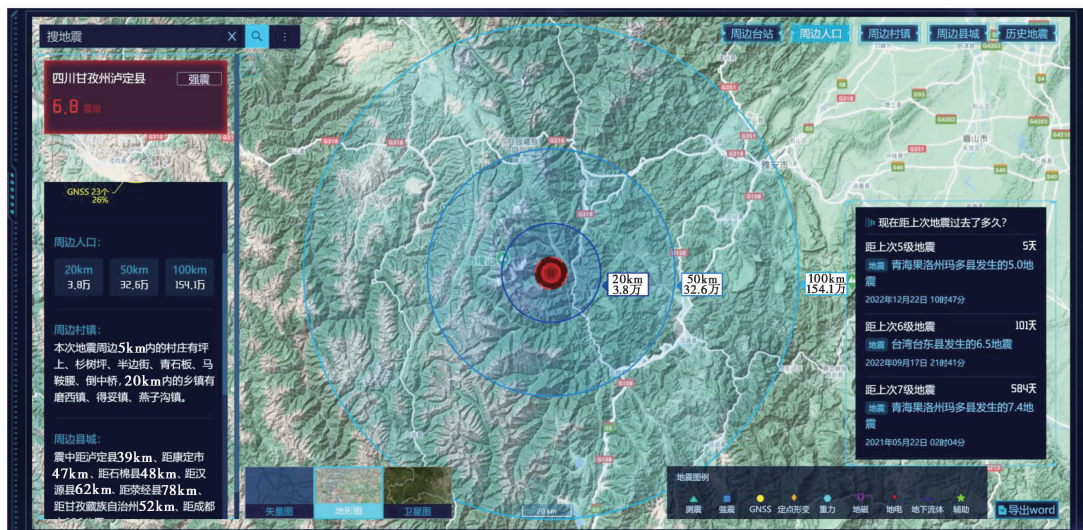 搜地震
周边台站
周边人口
周边村镇
周边县城
历史地震
四川甘孜州泸定县
强震
6.8 震级
GNSS 23个
26%
周边人口：
20km
50km
100km
3.8万
32.6万
154.1万
周边村镇：
本次地震周边5km内的村庄有坪
上、杉树坪、半边街、青石板、马
鞍腰、倒中桥，20km内的乡镇有
磨西镇、得妥镇、燕子沟镇。
周边县城：
震中距泸定县39km、距康定市
47km、距石棉县48km、距汉
源县62km、距荥经县78km、
距甘孜藏族自治州52km、距成都
20km
3.8万
50km
32.6万
100km
154.1万
雅安市
眉山市
G318
G351
G108
G5
G93
G4203
G4215
S40
S4
现在距上次地震过去了多久？
距上次5级地震
5天
地震 青海果洛州玛多县发生的5.0地
震
2022年12月22日 10时47分
距上次6级地震
101天
地震 台湾台东县发生的6.5地震
2022年09月17日 21时41分
距上次7级地震
584天
地震 青海果洛州玛多县发生的7.4地
震
2021年05月22日 02时04分
矢量图
地形图
卫星图
20 km
地震图例
测震
强震
GNSS
定点形变
重力
地磁
地电
地下流体
辅助
导出word